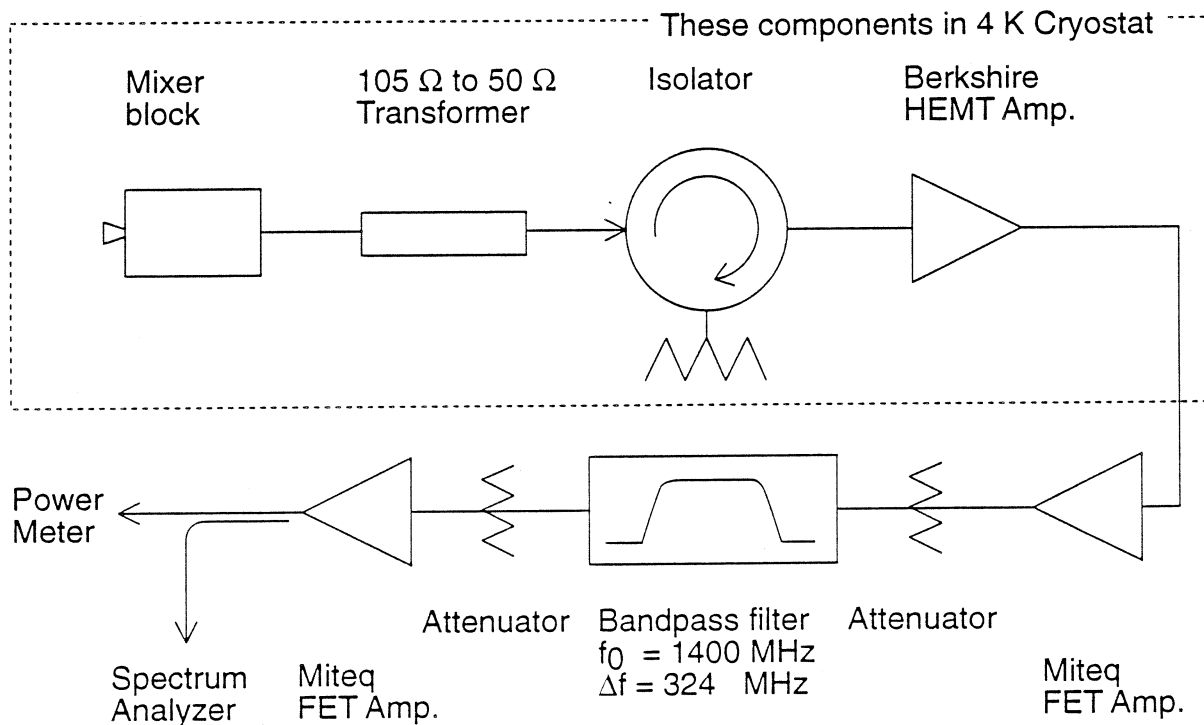 These components in 4 K Cryostat
Mixer
block
105 Ω to 50 Ω
Transformer
Isolator
Berkshire
HEMT Amp.
Power
Meter
Attenuator
Bandpass filter
f0 = 1400 MHz
Δf = 324 MHz
Attenuator
Spectrum
Analyzer
Miteq
FET Amp.
Miteq
FET Amp.